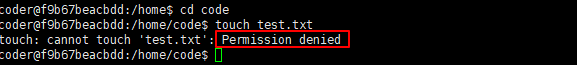 coder@f9b67beacbdd:/home$ cd code
coder@f9b67beacbdd:/home/code$ touch test.txt
touch: cannot touch 'test.txt': Permission denied
coder@f9b67beacbdd:/home/code$